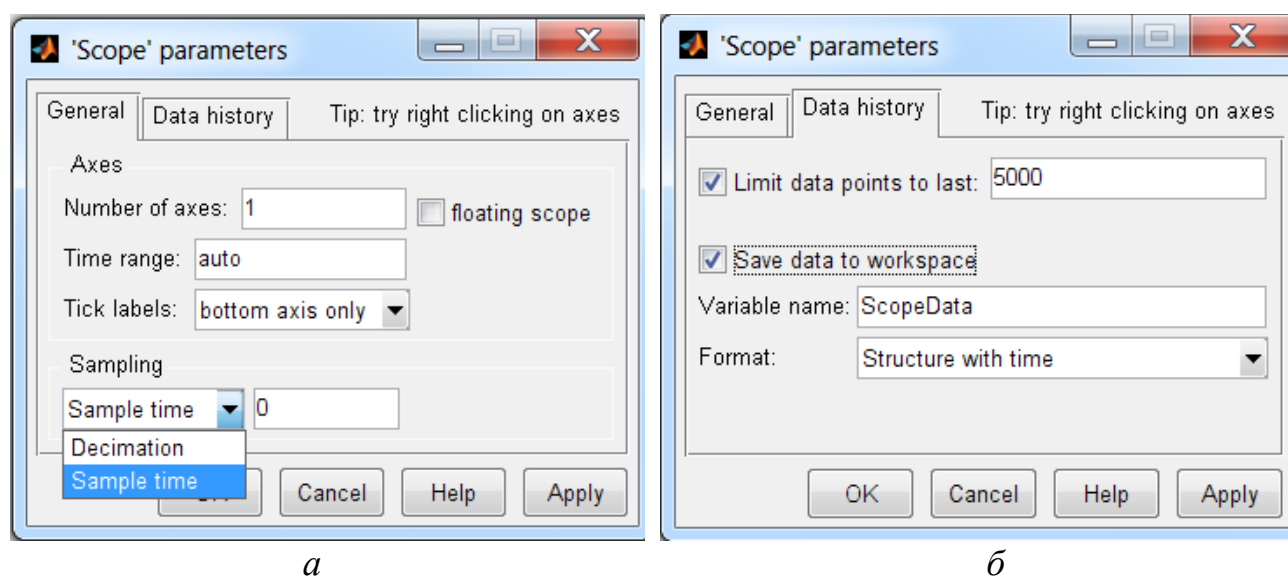 'Scope' parameters
General
Data history
Tip: try right clicking on axes
Axes
Number of axes: 1
floating scope
Time range: auto
Tick labels: bottom axis only
Sampling
Sample time 0
Decimation
Sample time
Cancel
Help
Apply
а
'Scope' parameters
General
Data history
Tip: try right clicking on axes
Limit data points to last: 5000
Save data to workspace
Variable name: ScopeData
Format: Structure with time
OK
Cancel
Help
Apply
б